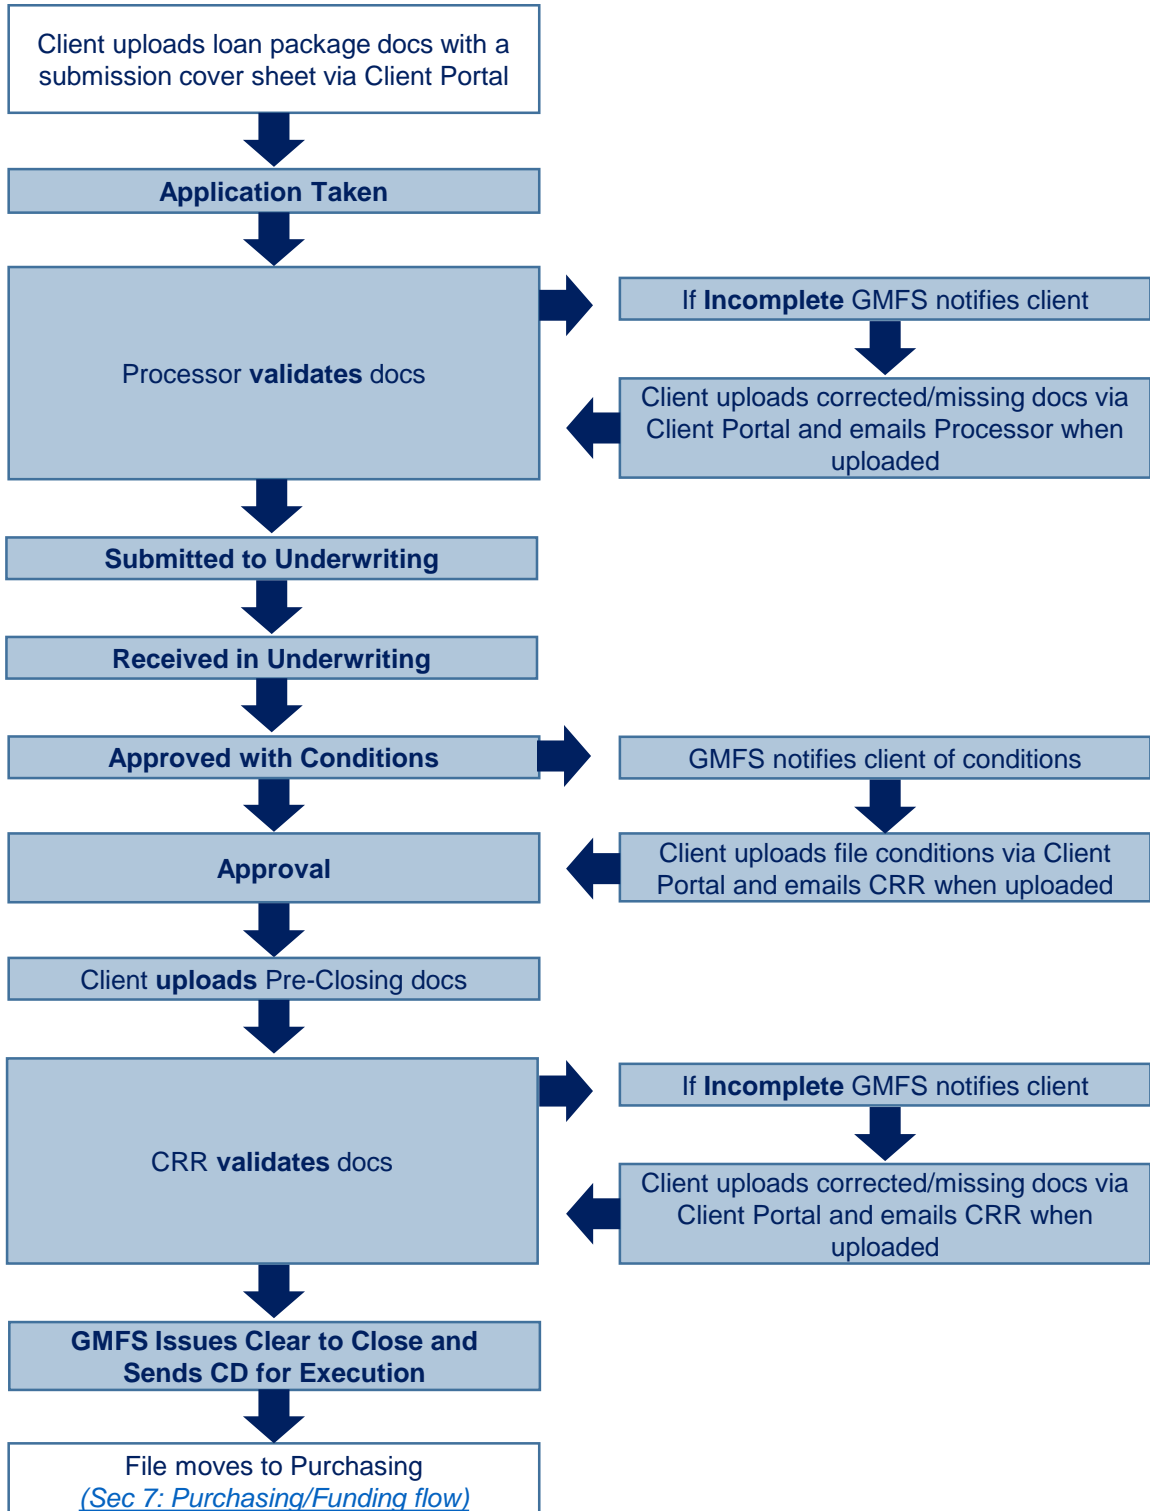 Client uploads loan package docs with a
submission cover sheet via Client Portal
Application Taken
Processor validates docs
If Incomplete GMFS notifies client
Client uploads corrected/missing docs via
Client Portal and emails Processor when
uploaded
Submitted to Underwriting
Received in Underwriting
Approved with Conditions
GMFS notifies client of conditions
Client uploads file conditions via Client
Portal and emails CRR when uploaded
Approval
Client uploads Pre-Closing docs
CRR validates docs
If Incomplete GMFS notifies client
Client uploads corrected/missing docs via
Client Portal and emails CRR when
uploaded
GMFS Issues Clear to Close and
Sends CD for Execution
File moves to Purchasing
(Sec 7: Purchasing/Funding flow)